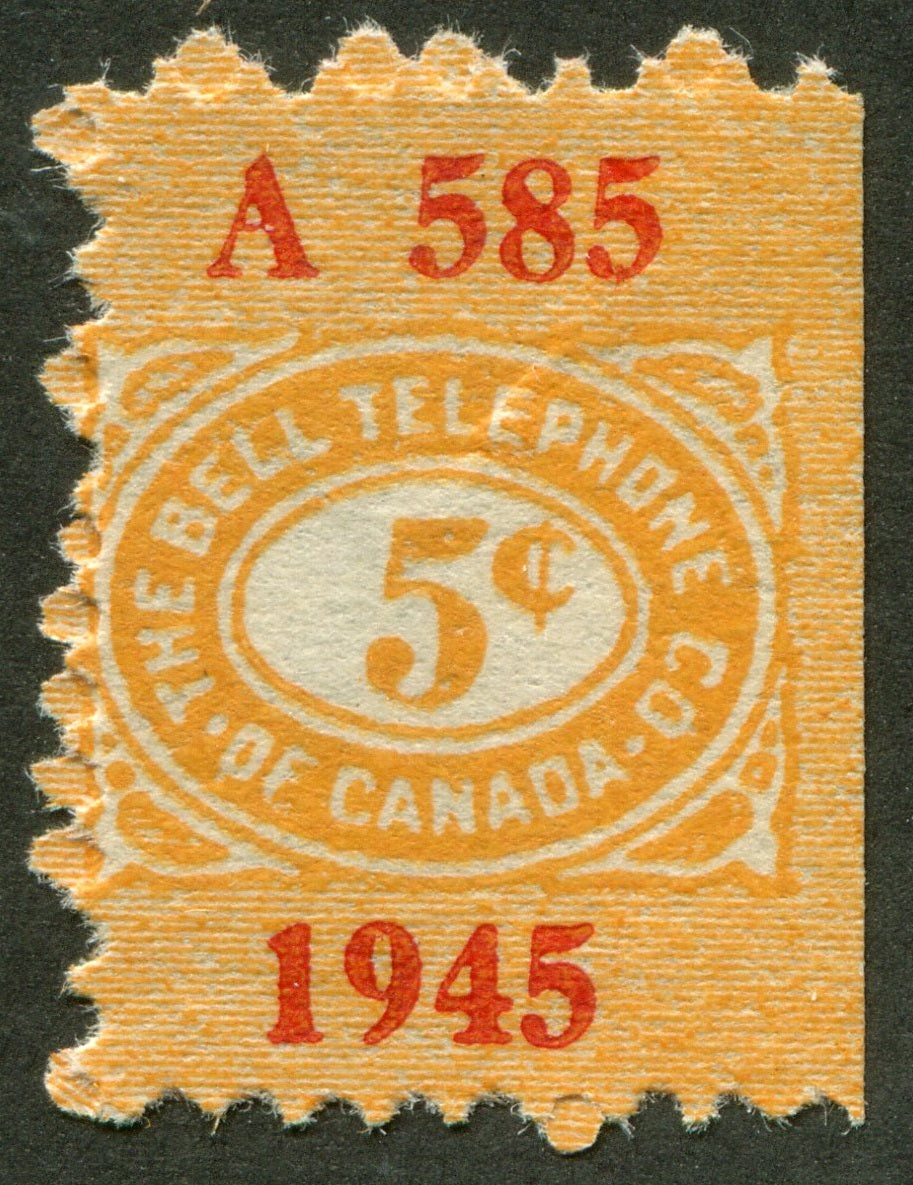 A 585
THE BELL TELEPHONE CO.
· OF CANADA ·
5¢
1945